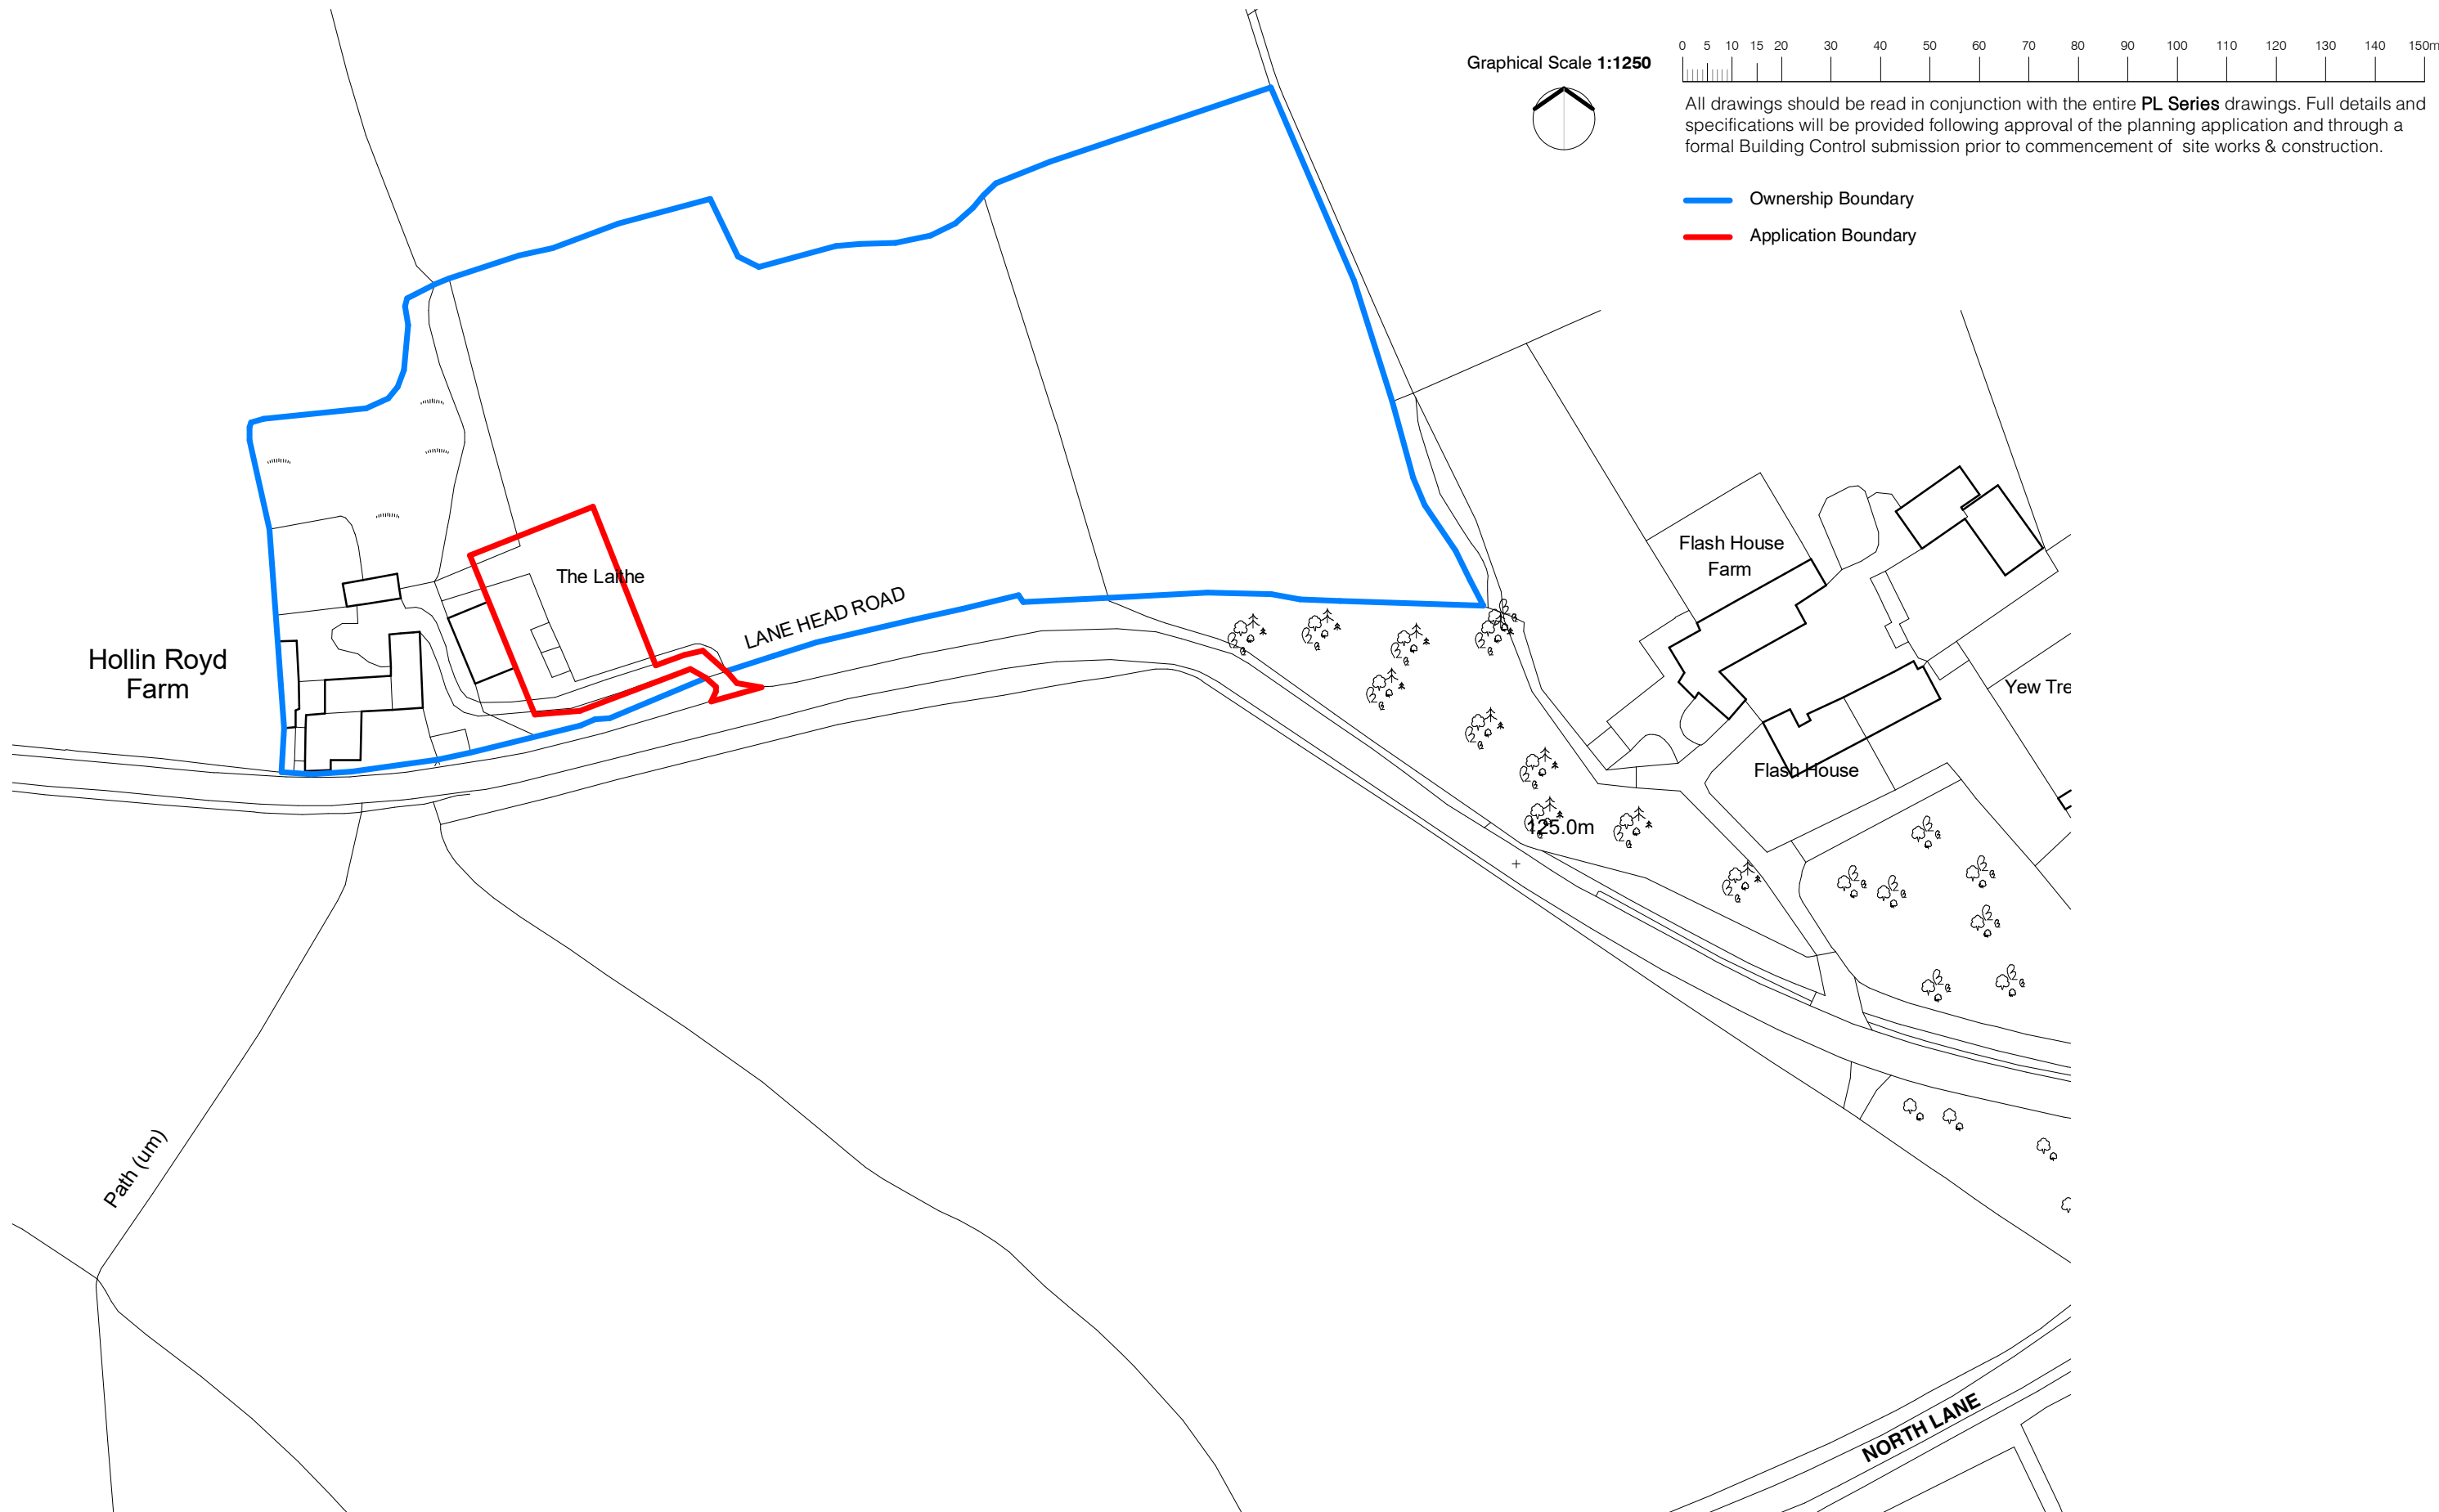 Graphical Scale 1:1250
0 5 10 15 20 30 40 50 60 70 80 90 100 110 120 130 140 150m
All drawings should be read in conjunction with the entire PL Series drawings. Full details and
specifications will be provided following approval of the planning application and through a
formal Building Control submission prior to commencement of site works & construction.
Ownership Boundary
Application Boundary
Flash House
Farm
The Laithe
LANE HEAD ROAD
Hollin Royd
Farm
Yew Tre
Flash House
125.0m
Path (um)
NORTH LANE